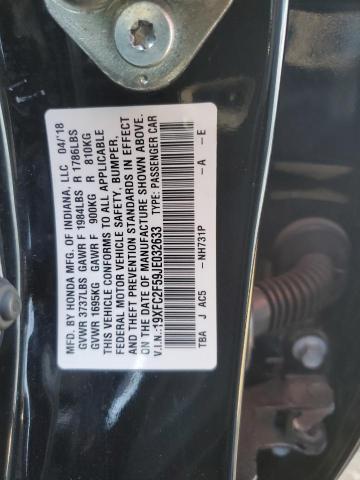 MFD. BY HONDA MFG. OF INDIANA, LLC 04/'18
GVWR 3737LBS GAWR F 1984LBS R 1786LBS
GVWR 1695KG GAWR F 900KG R 810KG
THIS VEHICLE CONFORMS TO ALL APPLICABLE
FEDERAL MOTOR VEHICLE SAFETY, BUMPER,
AND THEFT PREVENTION STANDARDS IN EFFECT
ON THE DATE OF MANUFACTURE SHOWN ABOVE.
V.I.N.:19XFC2F59JE032633 TYPE: PASSENGER CAR
TBA J AC5 -NH731P -A -E